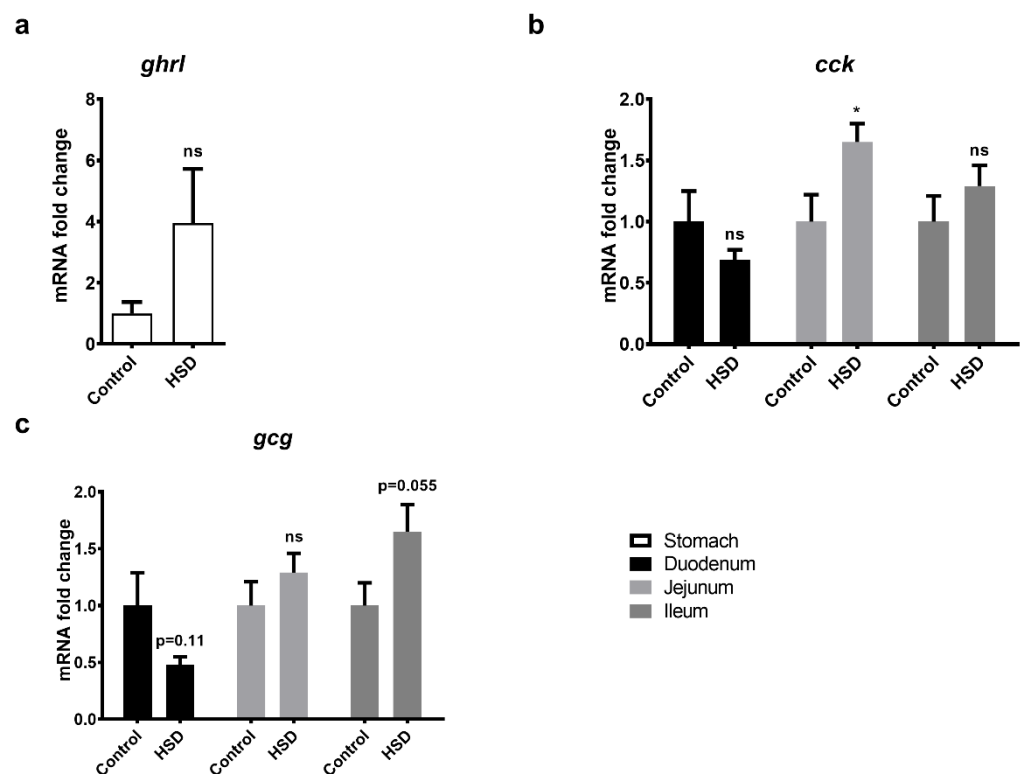 a
ghrl
mRNA fold change
8
6
4
2
0
ns
Control
HSD
b
cck
mRNA fold change
2.0
1.5
1.0
0.5
0.0
ns
*
ns
Control
HSD
Control
HSD
Control
HSD
c
gcg
mRNA fold change
2.0
1.5
1.0
0.5
0.0
p=0.11
ns
p=0.055
Control
HSD
Control
HSD
Control
HSD
Stomach
Duodenum
Jejunum
Ileum